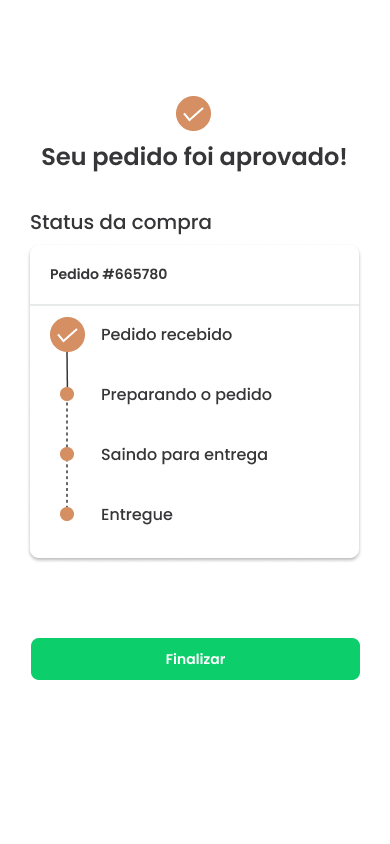 Seu pedido foi aprovado!
Status da compra
Pedido #665780
Pedido recebido
Preparando o pedido
Saindo para entrega
Entregue
Finalizar